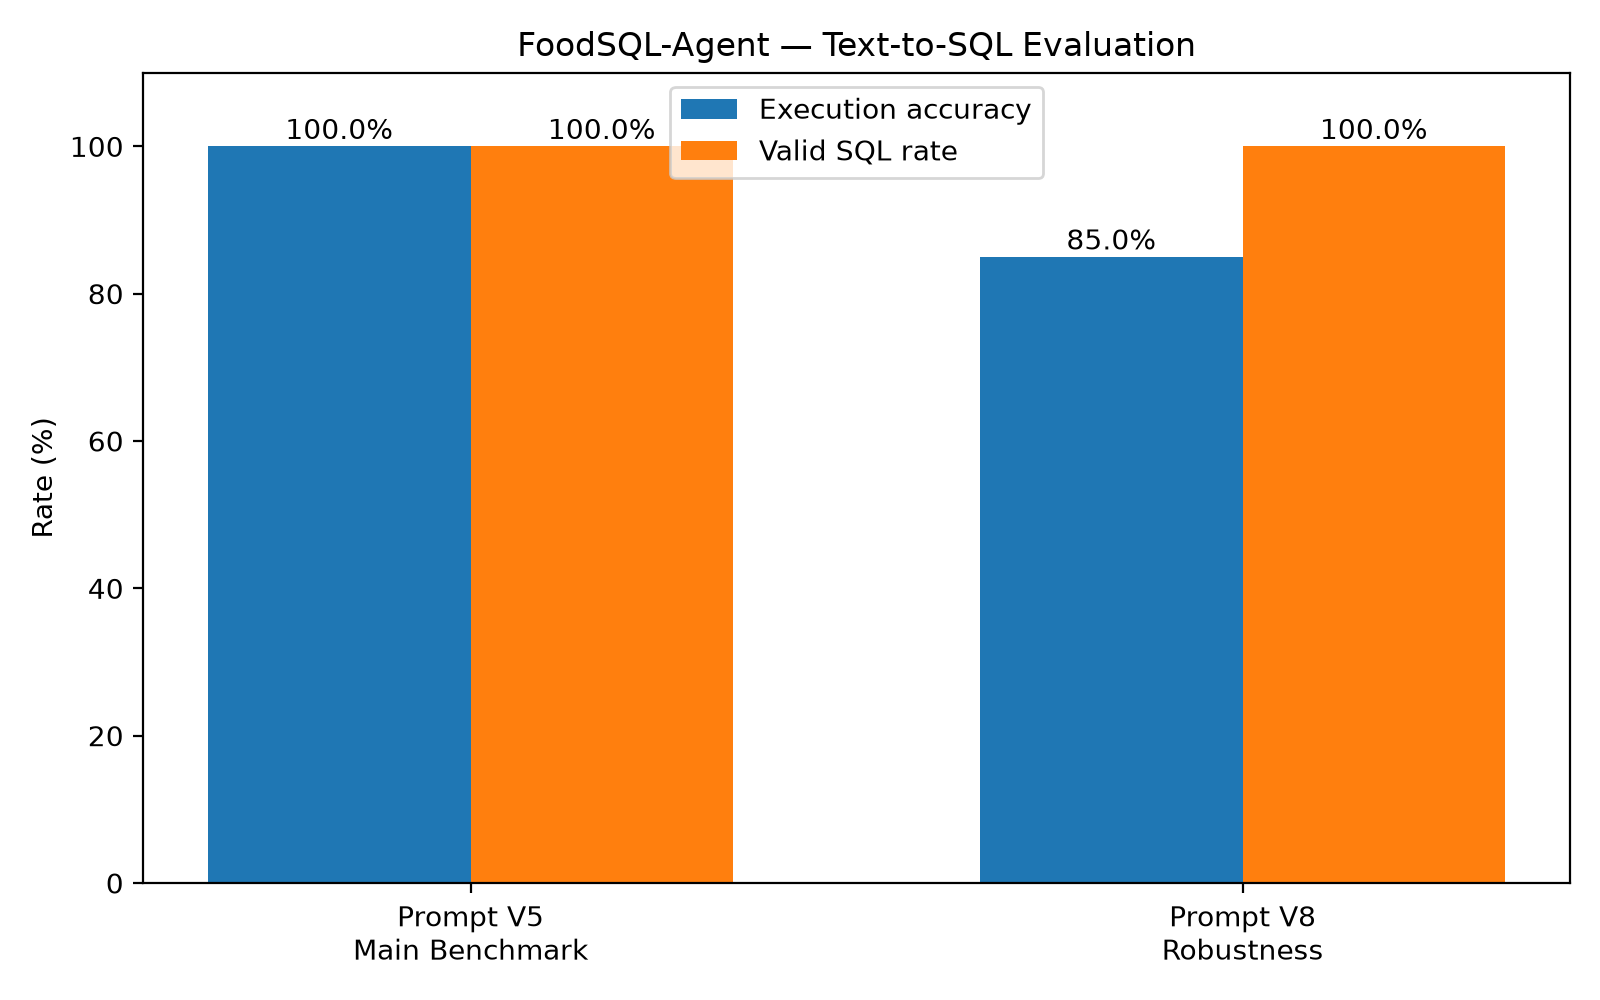 FoodSQL-Agent — Text-to-SQL Evaluation
Execution accuracy
Valid SQL rate
100.0%
100.0%
85.0%
100.0%
Rate (%)
100
80
60
40
20
0
Prompt V5
Main Benchmark
Prompt V8
Robustness